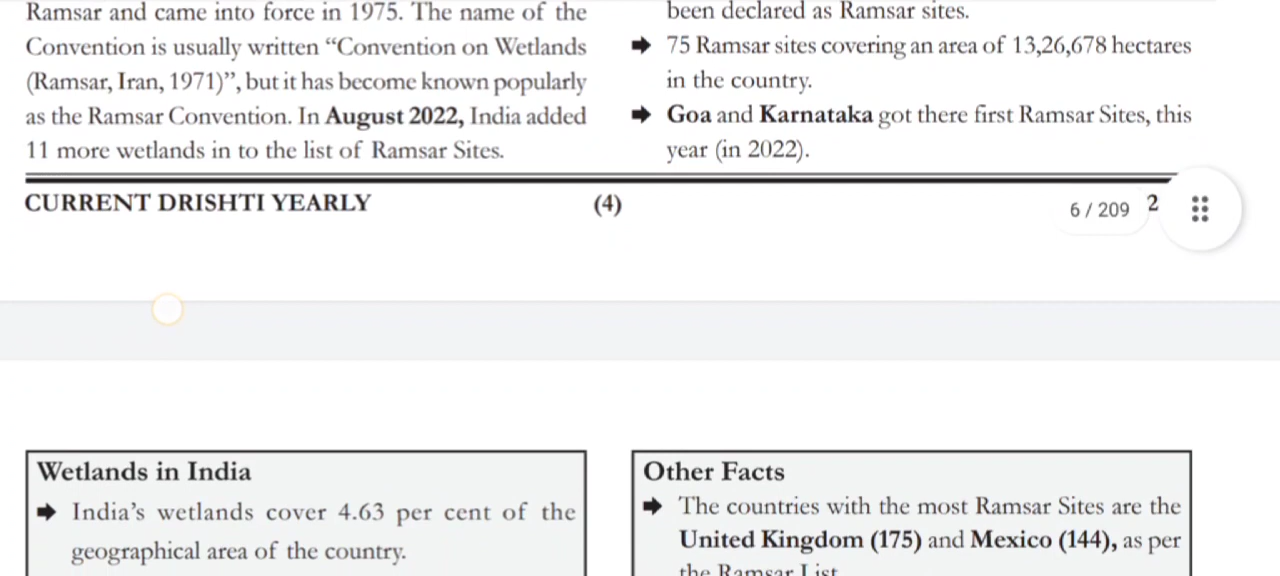 Ramsar and came into force in 1975. The name of the
Convention is usually written “Convention on Wetlands
(Ramsar, Iran, 1971)”, but it has become known popularly
as the Ramsar Convention. In August 2022, India added
11 more wetlands in to the list of Ramsar Sites.
been declared as Ramsar sites.
➡ 75 Ramsar sites covering an area of 13,26,678 hectares
in the country.
➡ Goa and Karnataka got there first Ramsar Sites, this
year (in 2022).
CURRENT DRISHTI YEARLY
(4)
6 / 209
2
Wetlands in India
➡ India’s wetlands cover 4.63 per cent of the
geographical area of the country.
Other Facts
➡ The countries with the most Ramsar Sites are the
United Kingdom (175) and Mexico (144), as per
the Ramsar List